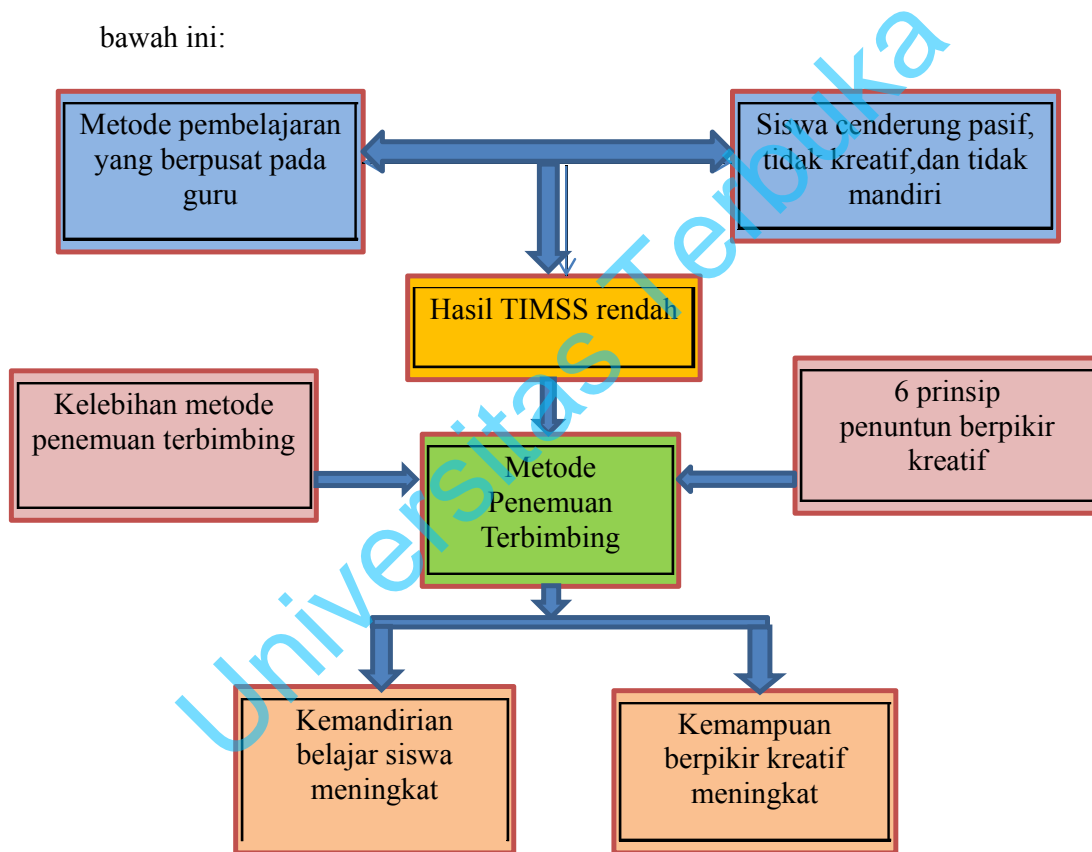 bawah ini:
Metode pembelajaran
yang berpusat pada
guru
Siswa cenderung pasif,
tidak kreatif,dan tidak
mandiri
Hasil TIMSS rendah
Kelebihan metode
penemuan terbimbing
6 prinsip
penuntun berpikir
kreatif
Metode
Penemuan
Terbimbing
Kemandirian
belajar siswa
meningkat
Kemampuan
berpikir kreatif
meningkat
Universitas Terbuka